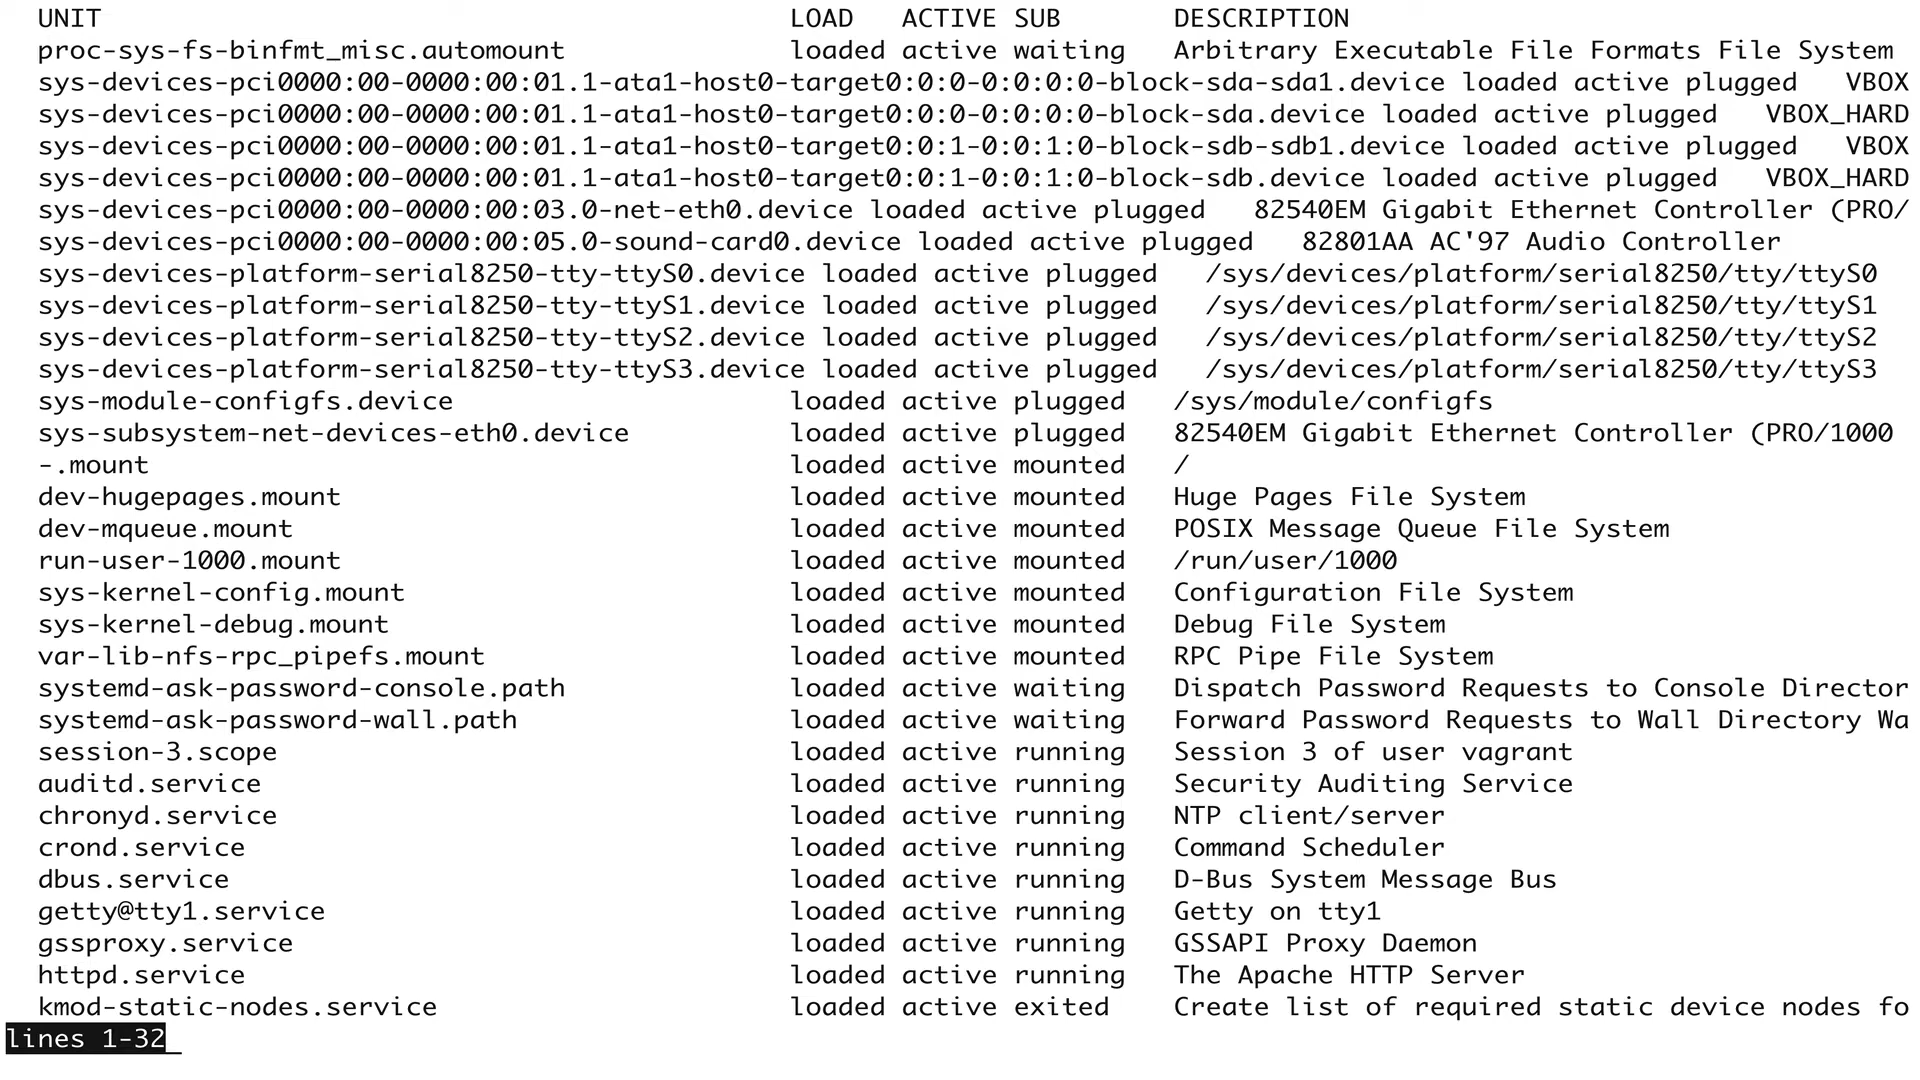 UNIT LOAD ACTIVE SUB DESCRIPTION
proc-sys-fs-binfmt_misc.automount loaded active waiting Arbitrary Executable File Formats File System
sys-devices-pci0000:00-0000:00:01.1-ata1-host0-target0:0:0-0:0:0:0-block-sda-sda1.device loaded active plugged VBOX
sys-devices-pci0000:00-0000:00:01.1-ata1-host0-target0:0:0-0:0:0:0-block-sda.device loaded active plugged VBOX_HARD
sys-devices-pci0000:00-0000:00:01.1-ata1-host0-target0:0:1-0:0:1:0-block-sdb-sdb1.device loaded active plugged VBOX
sys-devices-pci0000:00-0000:00:01.1-ata1-host0-target0:0:1-0:0:1:0-block-sdb.device loaded active plugged VBOX_HARD
sys-devices-pci0000:00-0000:00:03.0-net-eth0.device loaded active plugged 82540EM Gigabit Ethernet Controller (PRO/
sys-devices-pci0000:00-0000:00:05.0-sound-card0.device loaded active plugged 82801AA AC'97 Audio Controller
sys-devices-platform-serial8250-tty-ttyS0.device loaded active plugged /sys/devices/platform/serial8250/tty/ttyS0
sys-devices-platform-serial8250-tty-ttyS1.device loaded active plugged /sys/devices/platform/serial8250/tty/ttyS1
sys-devices-platform-serial8250-tty-ttyS2.device loaded active plugged /sys/devices/platform/serial8250/tty/ttyS2
sys-devices-platform-serial8250-tty-ttyS3.device loaded active plugged /sys/devices/platform/serial8250/tty/ttyS3
sys-module-configfs.device loaded active plugged /sys/module/configfs
sys-subsystem-net-devices-eth0.device loaded active plugged 82540EM Gigabit Ethernet Controller (PRO/1000
-.mount loaded active mounted /
dev-hugepages.mount loaded active mounted Huge Pages File System
dev-mqueue.mount loaded active mounted POSIX Message Queue File System
run-user-1000.mount loaded active mounted /run/user/1000
sys-kernel-config.mount loaded active mounted Configuration File System
sys-kernel-debug.mount loaded active mounted Debug File System
var-lib-nfs-rpc_pipefs.mount loaded active mounted RPC Pipe File System
systemd-ask-password-console.path loaded active waiting Dispatch Password Requests to Console Director
systemd-ask-password-wall.path loaded active waiting Forward Password Requests to Wall Directory Wa
session-3.scope loaded active running Session 3 of user vagrant
auditd.service loaded active running Security Auditing Service
chronyd.service loaded active running NTP client/server
crond.service loaded active running Command Scheduler
dbus.service loaded active running D-Bus System Message Bus
getty@tty1.service loaded active running Getty on tty1
gssproxy.service loaded active running GSSAPI Proxy Daemon
httpd.service loaded active running The Apache HTTP Server
kmod-static-nodes.service loaded active exited Create list of required static device nodes fo
lines 1-32